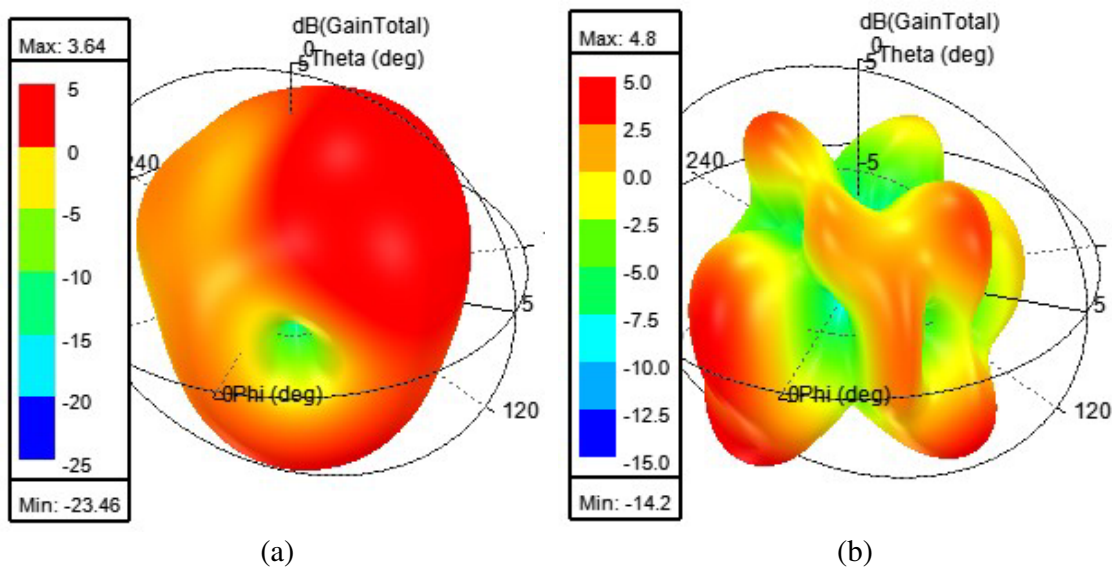 Max: 3.64
5
0
-5
-10
-15
-20
-25
Min: -23.46
dB(GainTotal)
0
5
Theta (deg)
240
5
0Phi (deg)
120
(a)
Max: 4.8
5.0
2.5
0.0
-2.5
-5.0
-7.5
-10.0
-12.5
-15.0
Min: -14.2
dB(GainTotal)
0
5
Theta (deg)
-5
240
5
0Phi (deg)
120
(b)